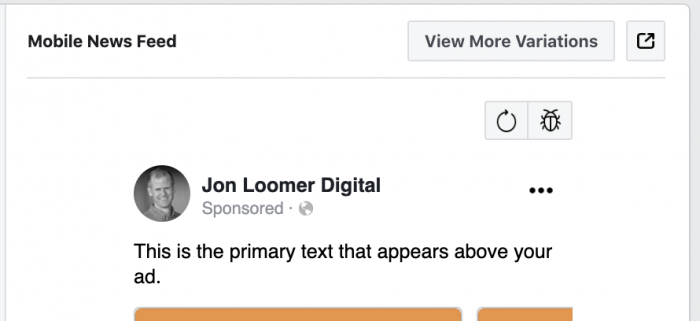 Mobile News Feed
View More Variations
Jon Loomer Digital
Sponsored ·
This is the primary text that appears above your
ad.